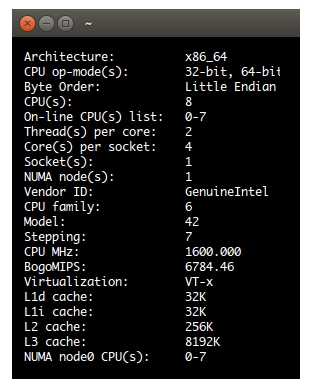 ~
Architecture: x86_64
CPU op-mode(s): 32-bit, 64-bit
Byte Order: Little Endian
CPU(s): 8
On-line CPU(s) list: 0-7
Thread(s) per core: 2
Core(s) per socket: 4
Socket(s): 1
NUMA node(s): 1
Vendor ID: GenuineIntel
CPU family: 6
Model: 42
Stepping: 7
CPU MHz: 1600.000
BogoMIPS: 6784.46
Virtualization: VT-x
L1d cache: 32K
L1i cache: 32K
L2 cache: 256K
L3 cache: 8192K
NUMA node0 CPU(s): 0-7